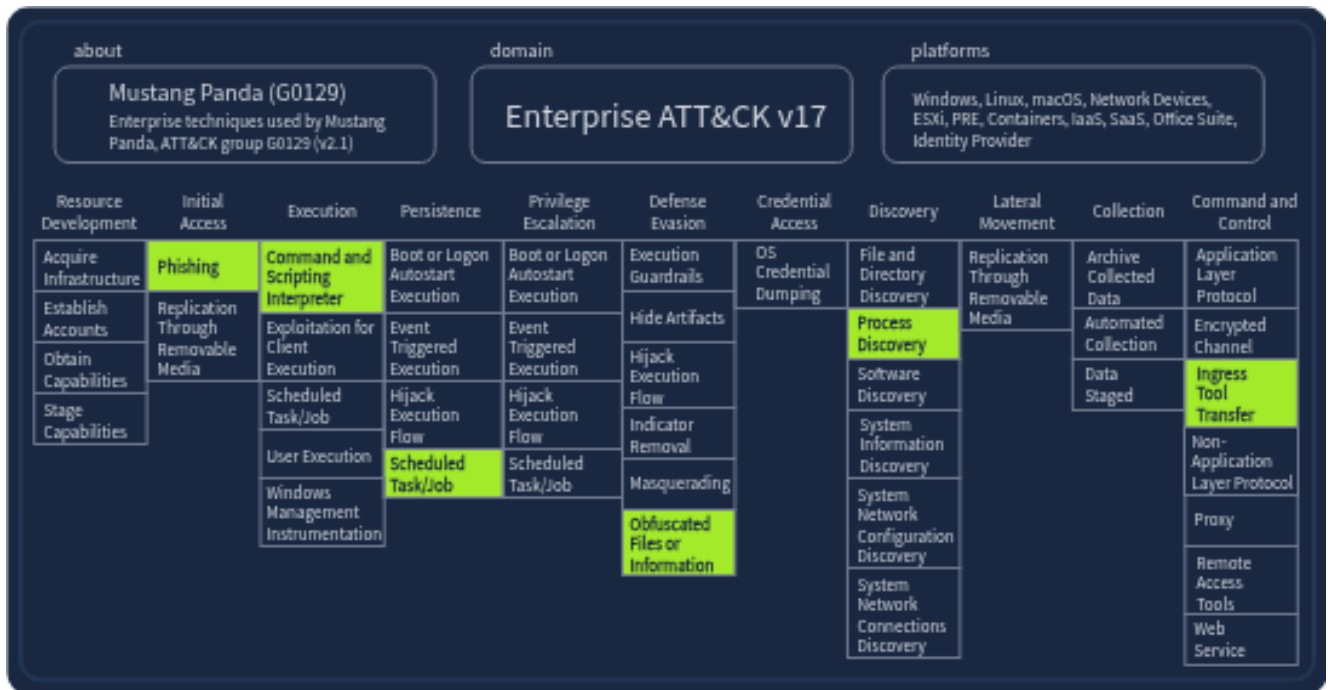 about
domain
platforms
Mustang Panda (G0129)
Enterprise techniques used by Mustang
Panda, ATT&CK group G0129 (v2.1)
Enterprise ATT&CK v17
Windows, Linux, macOS, Network Devices,
ESXi, PRE, Containers, IaaS, SaaS, Office Suite,
Identity Provider
Resource
Development
Acquire
Infrastructure
Establish
Accounts
Obtain
Capabilities
Stage
Capabilities
Initial
Access
Phishing
Replication
Through
Removable
Media
Execution
Command and
Scripting
Interpreter
Exploitation for
Client
Execution
Scheduled
Task/Job
User Execution
Windows
Management
Instrumentation
Persistence
Boot or Logon
Autostart
Execution
Event
Triggered
Execution
Hijack
Execution
Flow
Scheduled
Task/Job
Privilege
Escalation
Boot or Logon
Autostart
Execution
Event
Triggered
Execution
Hijack
Execution
Flow
Scheduled
Task/Job
Defense
Evasion
Execution
Guardrails
Hide Artifacts
Hijack
Execution
Flow
Indicator
Removal
Masquerading
Obfuscated
Files or
Information
Credential
Access
OS
Credential
Dumping
Discovery
File and
Directory
Discovery
Process
Discovery
Software
Discovery
System
Information
Discovery
System
Network
Configuration
Discovery
System
Network
Connections
Discovery
Lateral
Movement
Replication
Through
Removable
Media
Collection
Archive
Collected
Data
Automated
Collection
Data
Staged
Command and
Control
Application
Layer
Protocol
Encrypted
Channel
Ingress
Tool
Transfer
Non-
Application
Layer Protocol
Proxy
Remote
Access
Tools
Web
Service